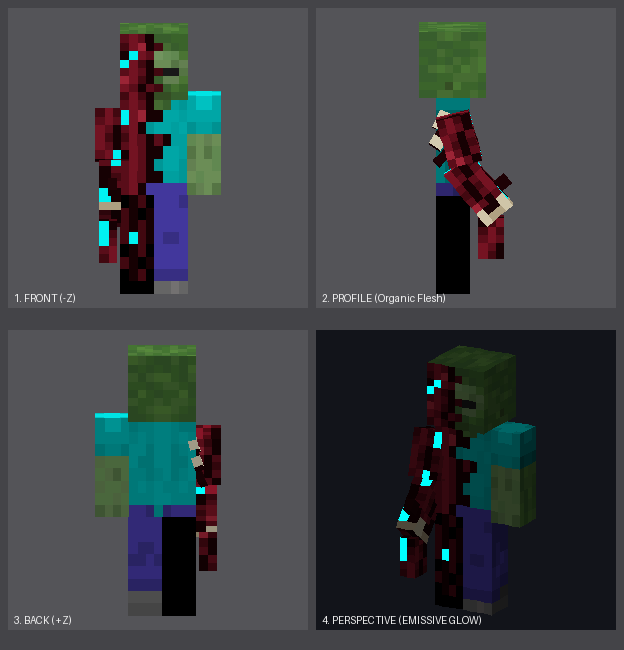 1. FRONT (-Z)
2. PROFILE (Organic Flesh)
3. BACK (+Z)
4. PERSPECTIVE (EMISSIVE GLOW)